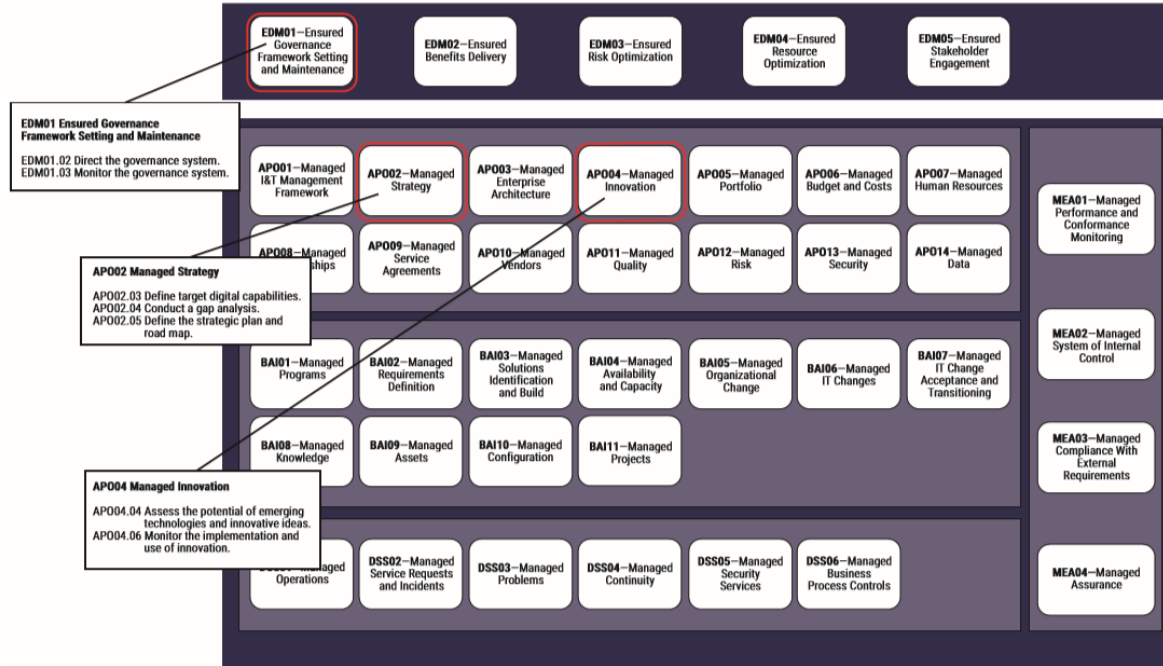 EDM01—Ensured
Governance
Framework Setting
and Maintenance
EDM02—Ensured
Benefits Delivery
EDM03—Ensured
Risk Optimization
EDM04—Ensured
Resource
Optimization
EDM05—Ensured
Stakeholder
Engagement
EDM01 Ensured Governance
Framework Setting and Maintenance
EDM01.02 Direct the governance system.
EDM01.03 Monitor the governance system.
APO01—Managed
I&T Management
Framework
APO02—Managed
Strategy
APO03—Managed
Enterprise
Architecture
APO04—Managed
Innovation
APO05—Managed
Portfolio
APO06—Managed
Budget and Costs
APO07—Managed
Human Resources
APO08—Managed
APO09—Managed
Service
Agreements
APO10—Managed
Vendors
APO11—Managed
Quality
APO12—Managed
Risk
APO13—Managed
Security
APO14—Managed
Data
APO02 Managed Strategy
APO02.03 Define target digital capabilities.
APO02.04 Conduct a gap analysis.
APO02.05 Define the strategic plan and
road map.
BAI01—Managed
Programs
BAI02—Managed
Requirements
Definition
BAI03—Managed
Solutions
Identification
and Build
BAI04—Managed
Availability
and Capacity
BAI05—Managed
Organizational
Change
BAI06—Managed
IT Changes
BAI07—Managed
IT Change
Acceptance and
Transitioning
BAI08—Managed
Knowledge
BAI09—Managed
Assets
BAI10—Managed
Configuration
BAI11—Managed
Projects
APO04 Managed Innovation
APO04.04 Assess the potential of emerging
technologies and innovative ideas.
APO04.06 Monitor the implementation and
use of innovation.
Operations
DSS02—Managed
Service Requests
and Incidents
DSS03—Managed
Problems
DSS04—Managed
Continuity
DSS05—Managed
Security
Services
DSS06—Managed
Business
Process Controls
MEA01—Managed
Performance and
Conformance
Monitoring
MEA02—Managed
System of Internal
Control
MEA03—Managed
Compliance With
External
Requirements
MEA04—Managed
Assurance